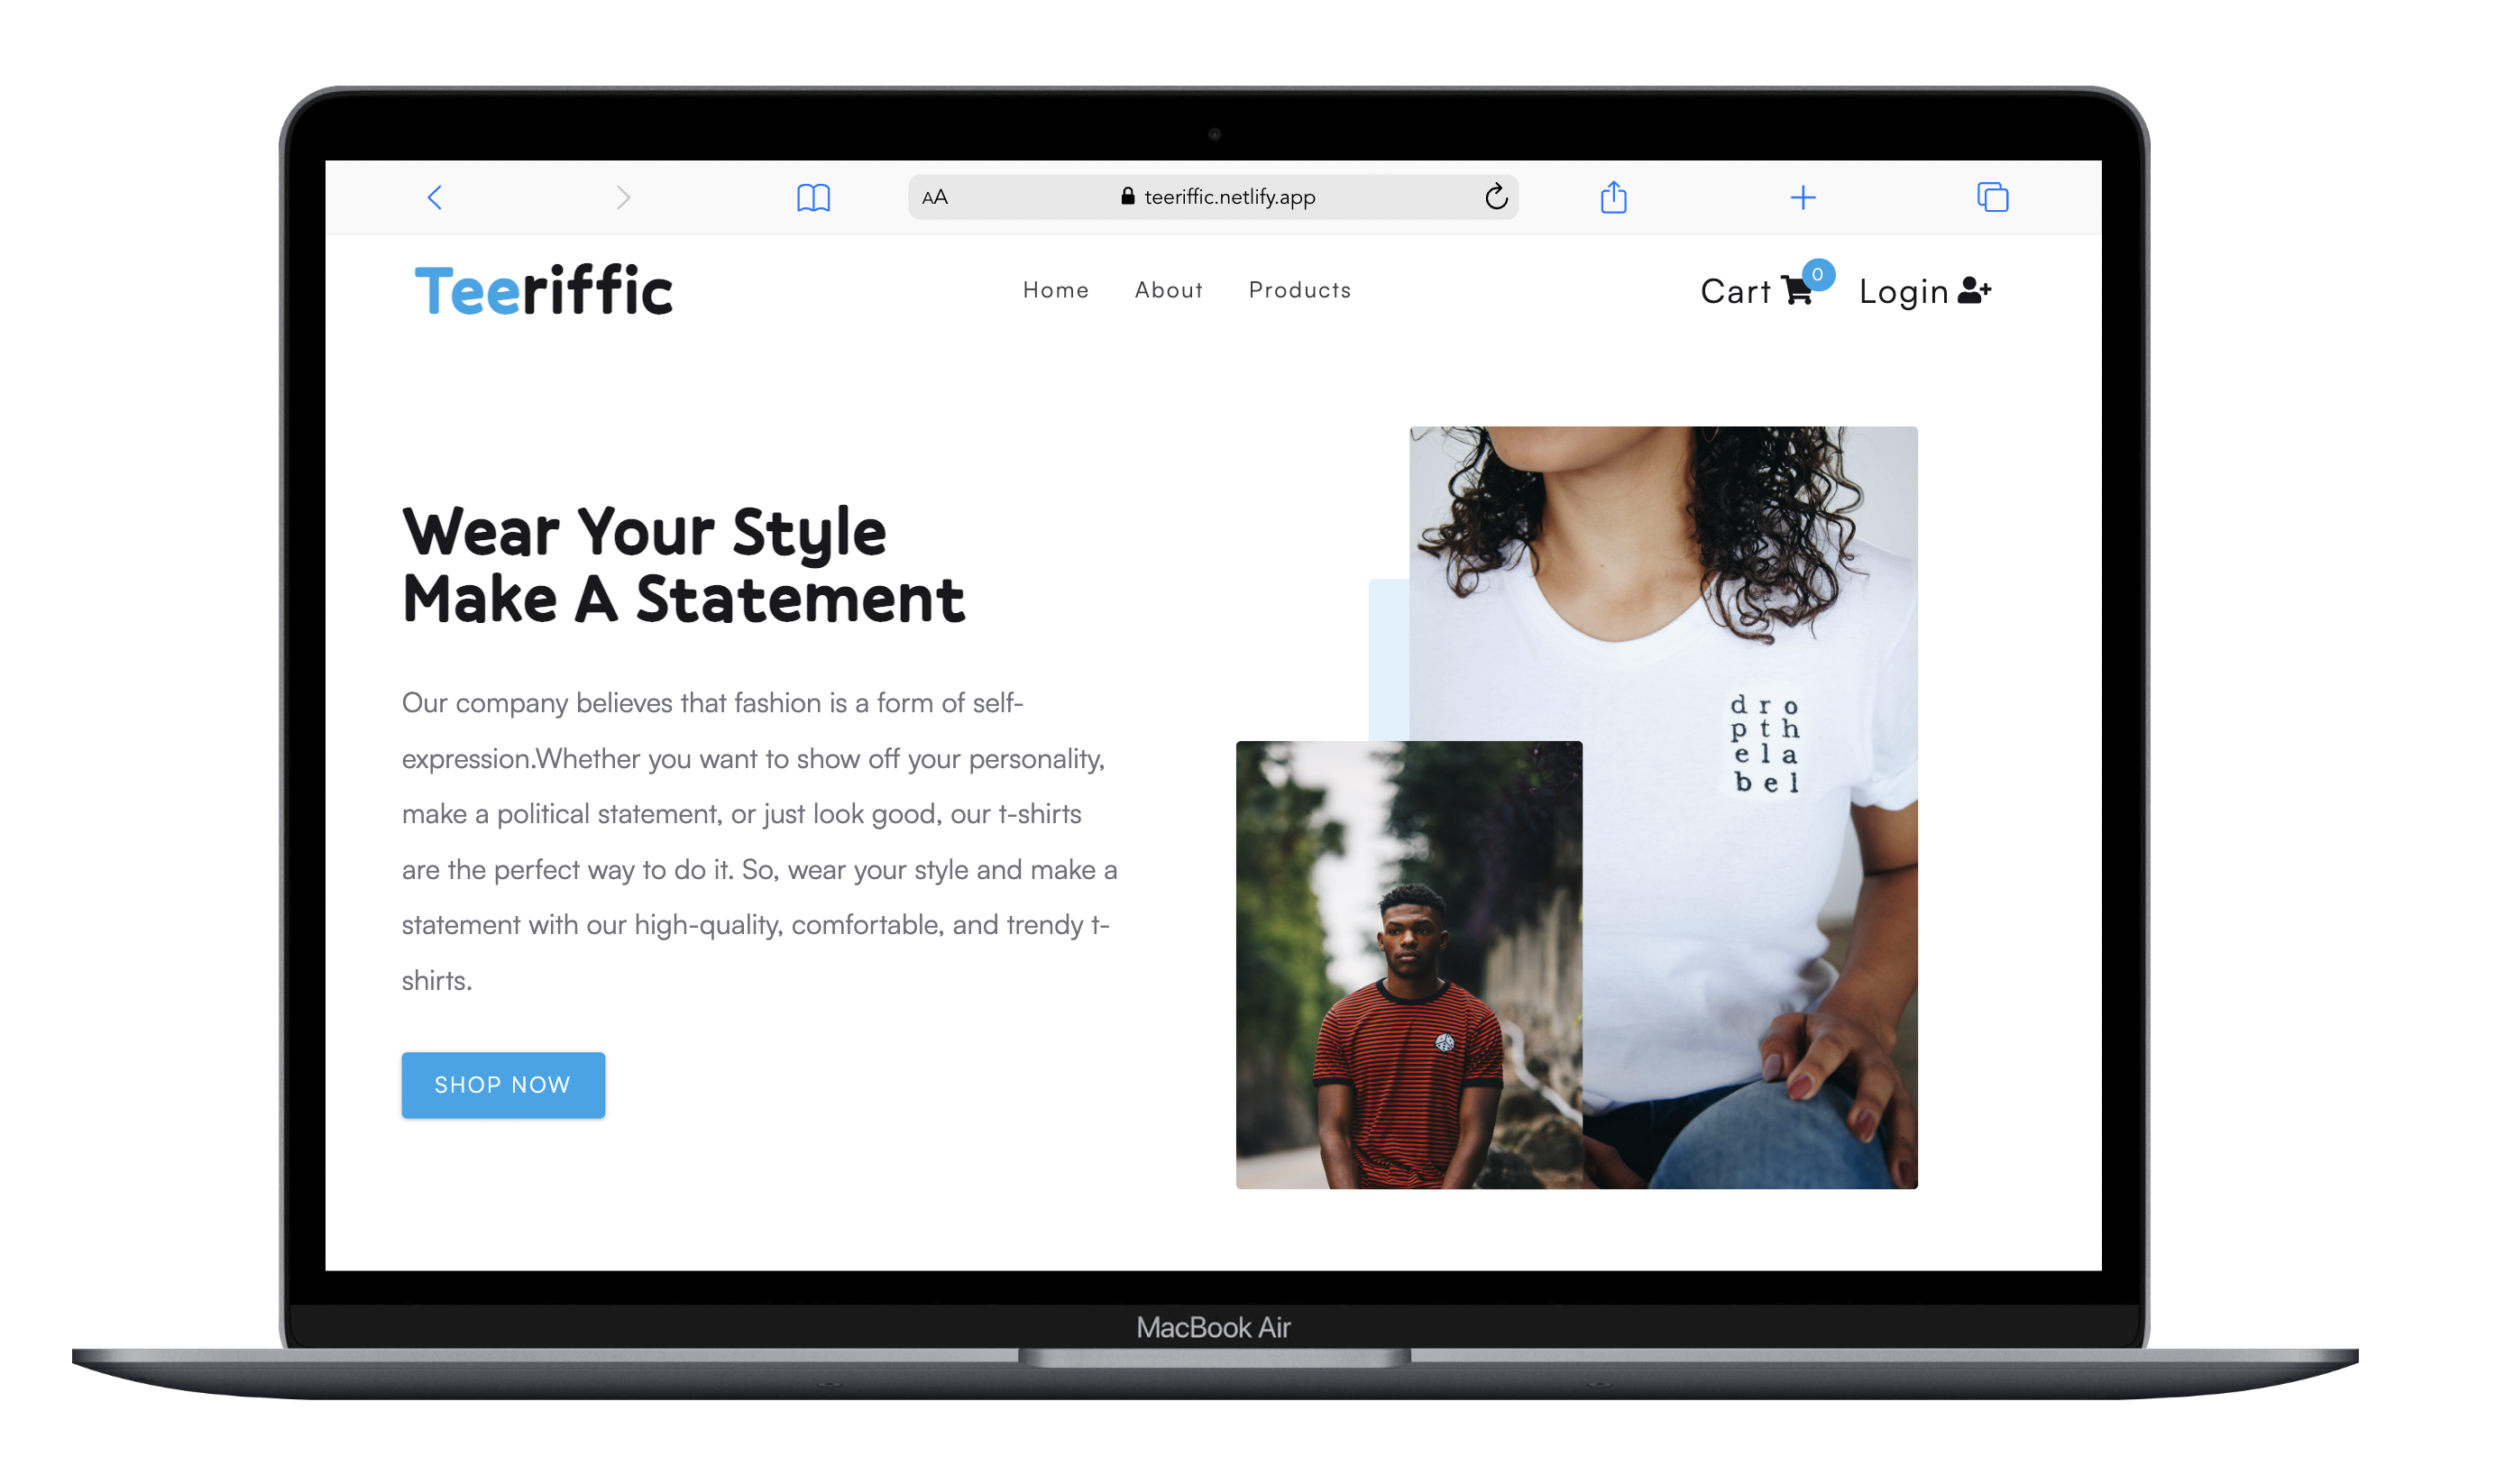 AA teeriffic.netlify.app
Teeriffic Home About Products Cart 0 Login
Wear Your Style
Make A Statement
Our company believes that fashion is a form of self-
expression.Whether you want to show off your personality,
make a political statement, or just look good, our t-shirts
are the perfect way to do it. So, wear your style and make a
statement with our high-quality, comfortable, and trendy t-
shirts.
SHOP NOW
d r o
p t h
e l a
b e l
MacBook Air